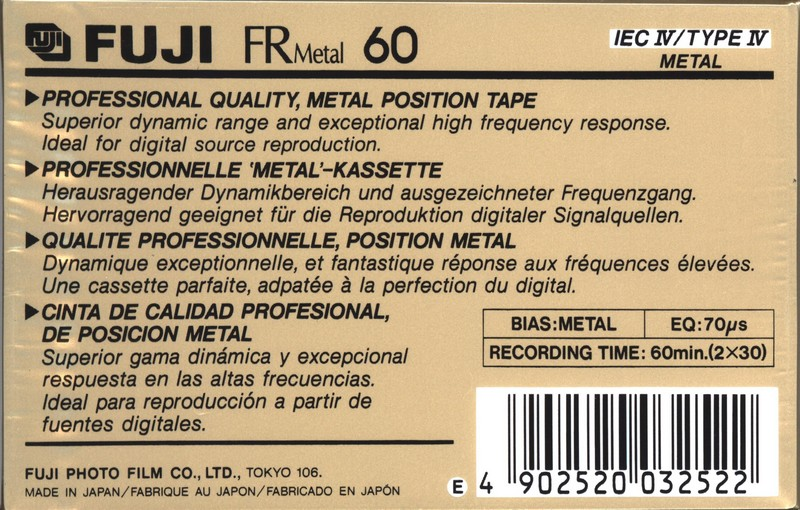 FUJI FUJI FR Metal 60
IEC IV/TYPE IV
METAL
▶PROFESSIONAL QUALITY, METAL POSITION TAPE
Superior dynamic range and exceptional high frequency response.
Ideal for digital source reproduction.
▶PROFESSIONNELLE 'METAL'-KASSETTE
Herausragender Dynamikbereich und ausgezeichneter Frequenzgang.
Hervorragend geeignet für die Reproduktion digitaler Signalquellen.
▶QUALITE PROFESSIONNELLE, POSITION METAL
Dynamique exceptionnelle, et fantastique réponse aux fréquences élevées.
Une cassette parfaite, adpatée à la perfection du digital.
▶CINTA DE CALIDAD PROFESIONAL,
DE POSICION METAL
Superior gama dinámica y excepcional
respuesta en las altas frecuencias.
Ideal para reproducción a partir de
fuentes digitales.
BIAS:METAL EQ:70μs
RECORDING TIME: 60min.(2×30)
FUJI PHOTO FILM CO., LTD., TOKYO 106.
MADE IN JAPAN/FABRIQUE AU JAPON/FABRICADO EN JAPÓN
E 4 902520 032522